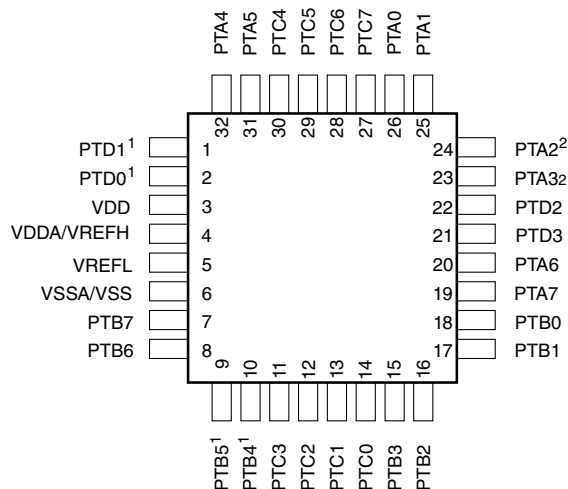 PTA4 PTA5 PTC4 PTC5 PTC6 PTC7 PTA0 PTA1
32 31 30 29 28 27 26 25
PTD1¹ 1 24 PTA2²
PTD0¹ 2 23 PTA32
VDD 3 22 PTD2
VDDA/VREFH 4 21 PTD3
VREFL 5 20 PTA6
VSSA/VSS 6 19 PTA7
PTB7 7 18 PTB0
PTB6 8 17 PTB1
9 10 11 12 13 14 15 16
PTB5¹ PTB4¹ PTC3 PTC2 PTC1 PTC0 PTB3 PTB2